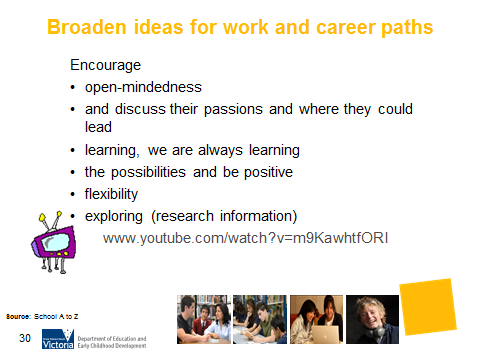 Broaden ideas for work and career paths
Encourage
• open-mindedness
• and discuss their passions and where they could
lead
• learning, we are always learning
• the possibilities and be positive
• flexibility
• exploring (research information)
www.youtube.com/watch?v=m9KawhtfORI
Source: School A to Z
30
Victoria
Department of Education and
Early Childhood Development